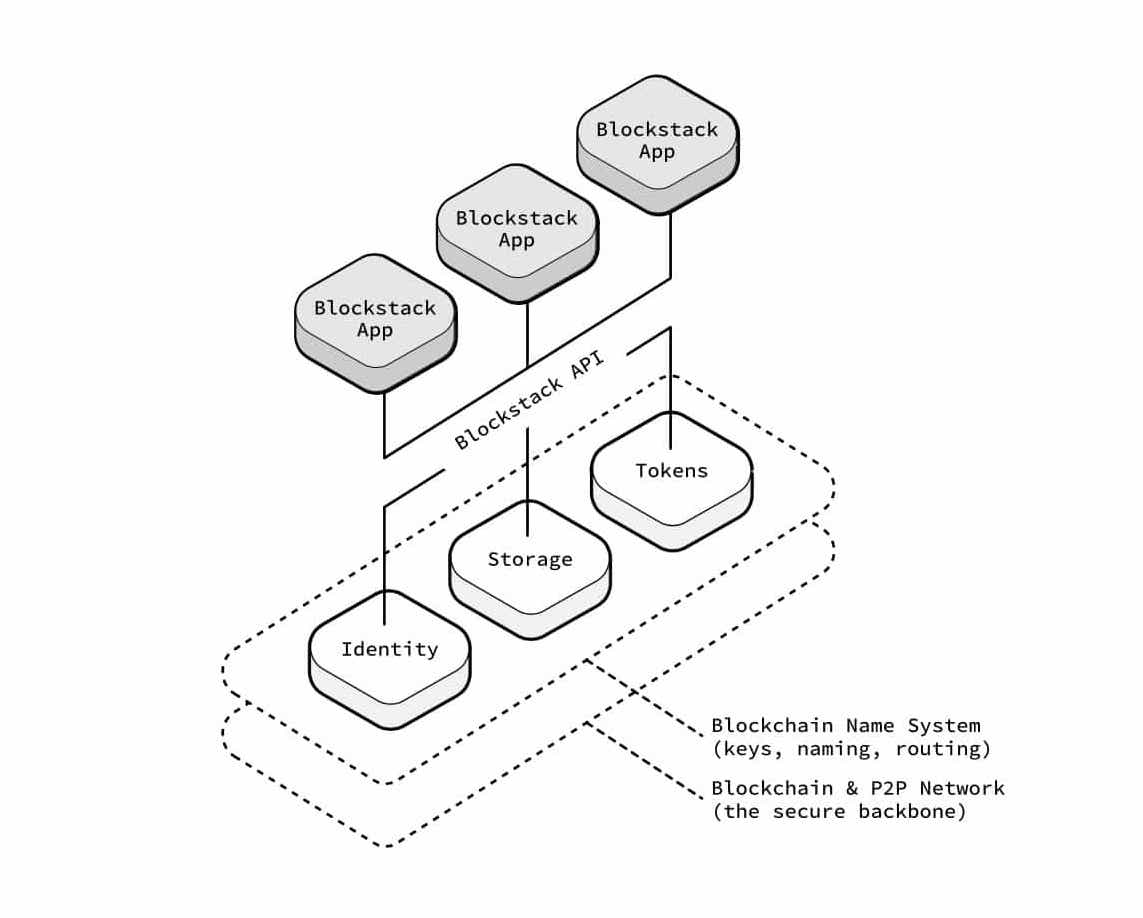 Blockstack
App
Blockstack
App
Blockstack
App
Blockstack API
Tokens
Storage
Identity
Blockchain Name System
(keys, naming, routing)
Blockchain & P2P Network
(the secure backbone)